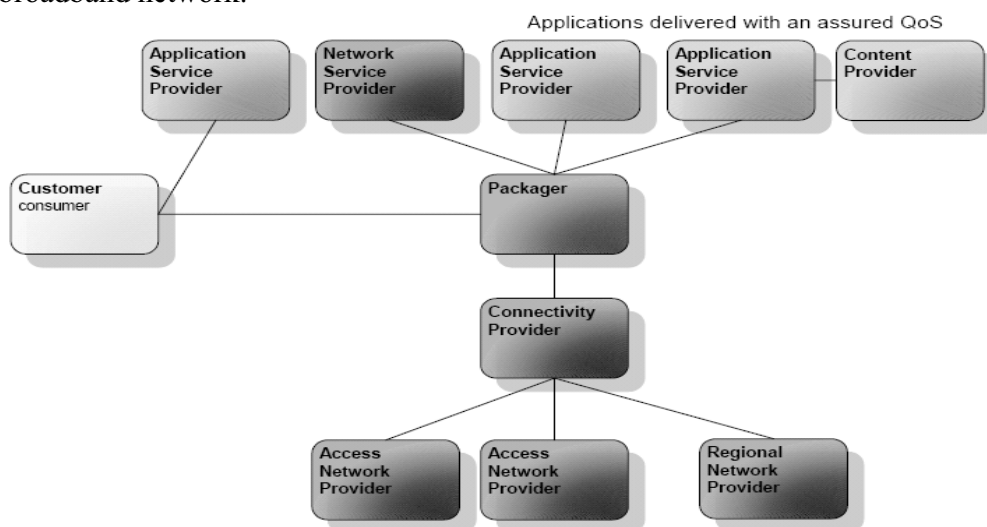 broadband network.
Applications delivered with an assured QoS
Application
Service
Provider
Network
Service
Provider
Application
Service
Provider
Application
Service
Provider
Content
Provider
Customer
consumer
Packager
Connectivity
Provider
Access
Network
Provider
Access
Network
Provider
Regional
Network
Provider